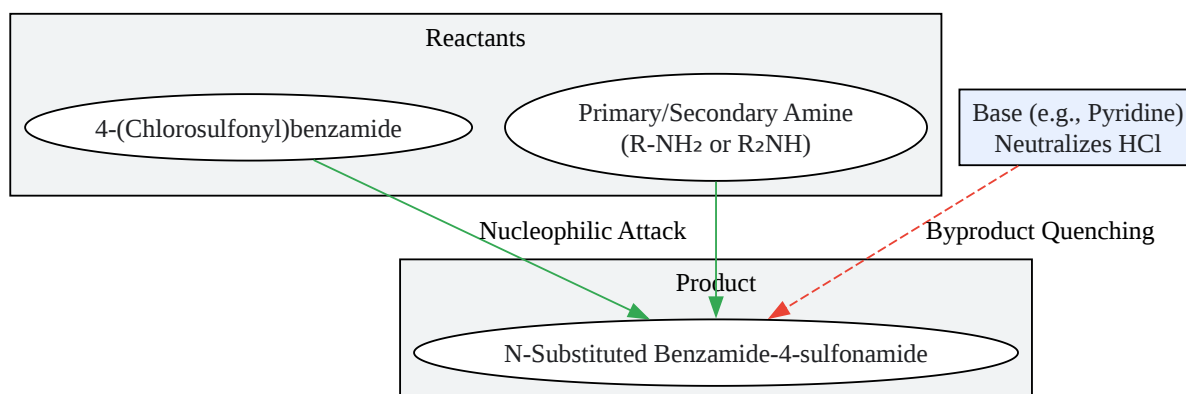 Reactants
4-(Chlorosulfonyl)benzamide
Primary/Secondary Amine
(R-NH₂ or R₂NH)
Base (e.g., Pyridine)
Neutralizes HCl
Nucleophilic Attack
Byproduct Quenching
Product
N-Substituted Benzamide-4-sulfonamide